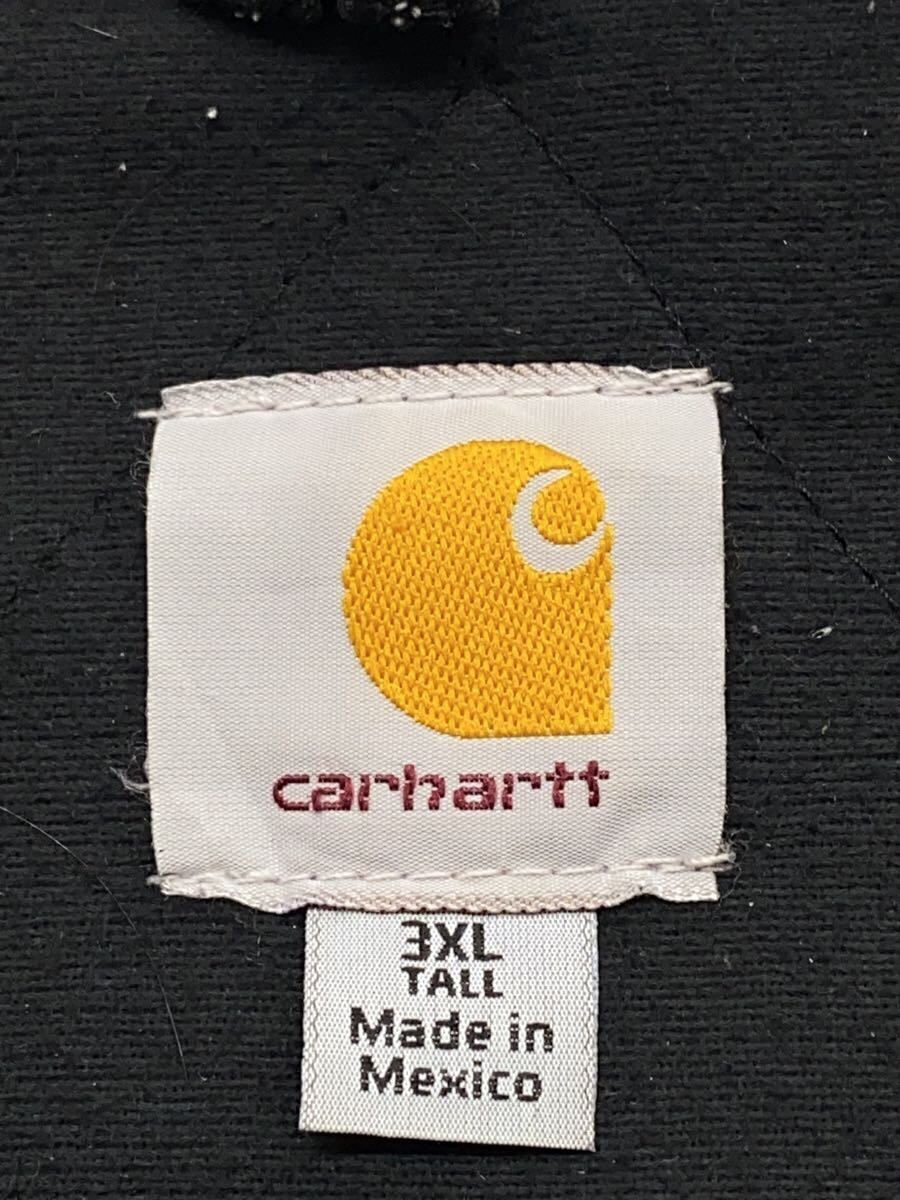 carhartt
3XL
TALL
Made in
Mexico